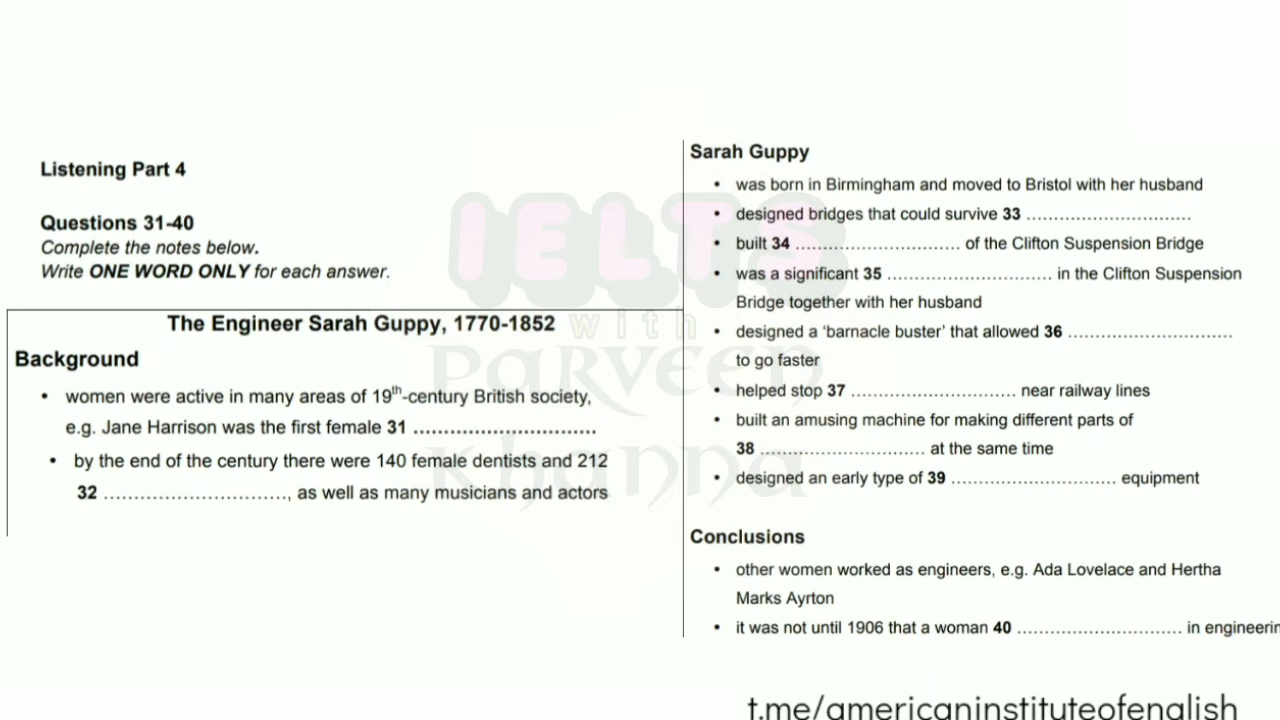 Listening Part 4
Questions 31-40
Complete the notes below.
Write ONE WORD ONLY for each answer.
The Engineer Sarah Guppy, 1770-1852
Background
• women were active in many areas of 19th-century British society,
e.g. Jane Harrison was the first female 31 ..............................
• by the end of the century there were 140 female dentists and 212
32 ..............................., as well as many musicians and actors
Sarah Guppy
• was born in Birmingham and moved to Bristol with her husband
• designed bridges that could survive 33 ..............................
• built 34 .............................. of the Clifton Suspension Bridge
• was a significant 35 .............................. in the Clifton Suspension
Bridge together with her husband
• designed a ‘barnacle buster’ that allowed 36 ..............................
to go faster
• helped stop 37 .............................. near railway lines
• built an amusing machine for making different parts of
38 .............................. at the same time
• designed an early type of 39 .............................. equipment
Conclusions
• other women worked as engineers, e.g. Ada Lovelace and Hertha
Marks Ayrton
• it was not until 1906 that a woman 40 .............................. in engineerin
IELTS
with
Parveen
Khanna
t.me/americaninstituteofenglish